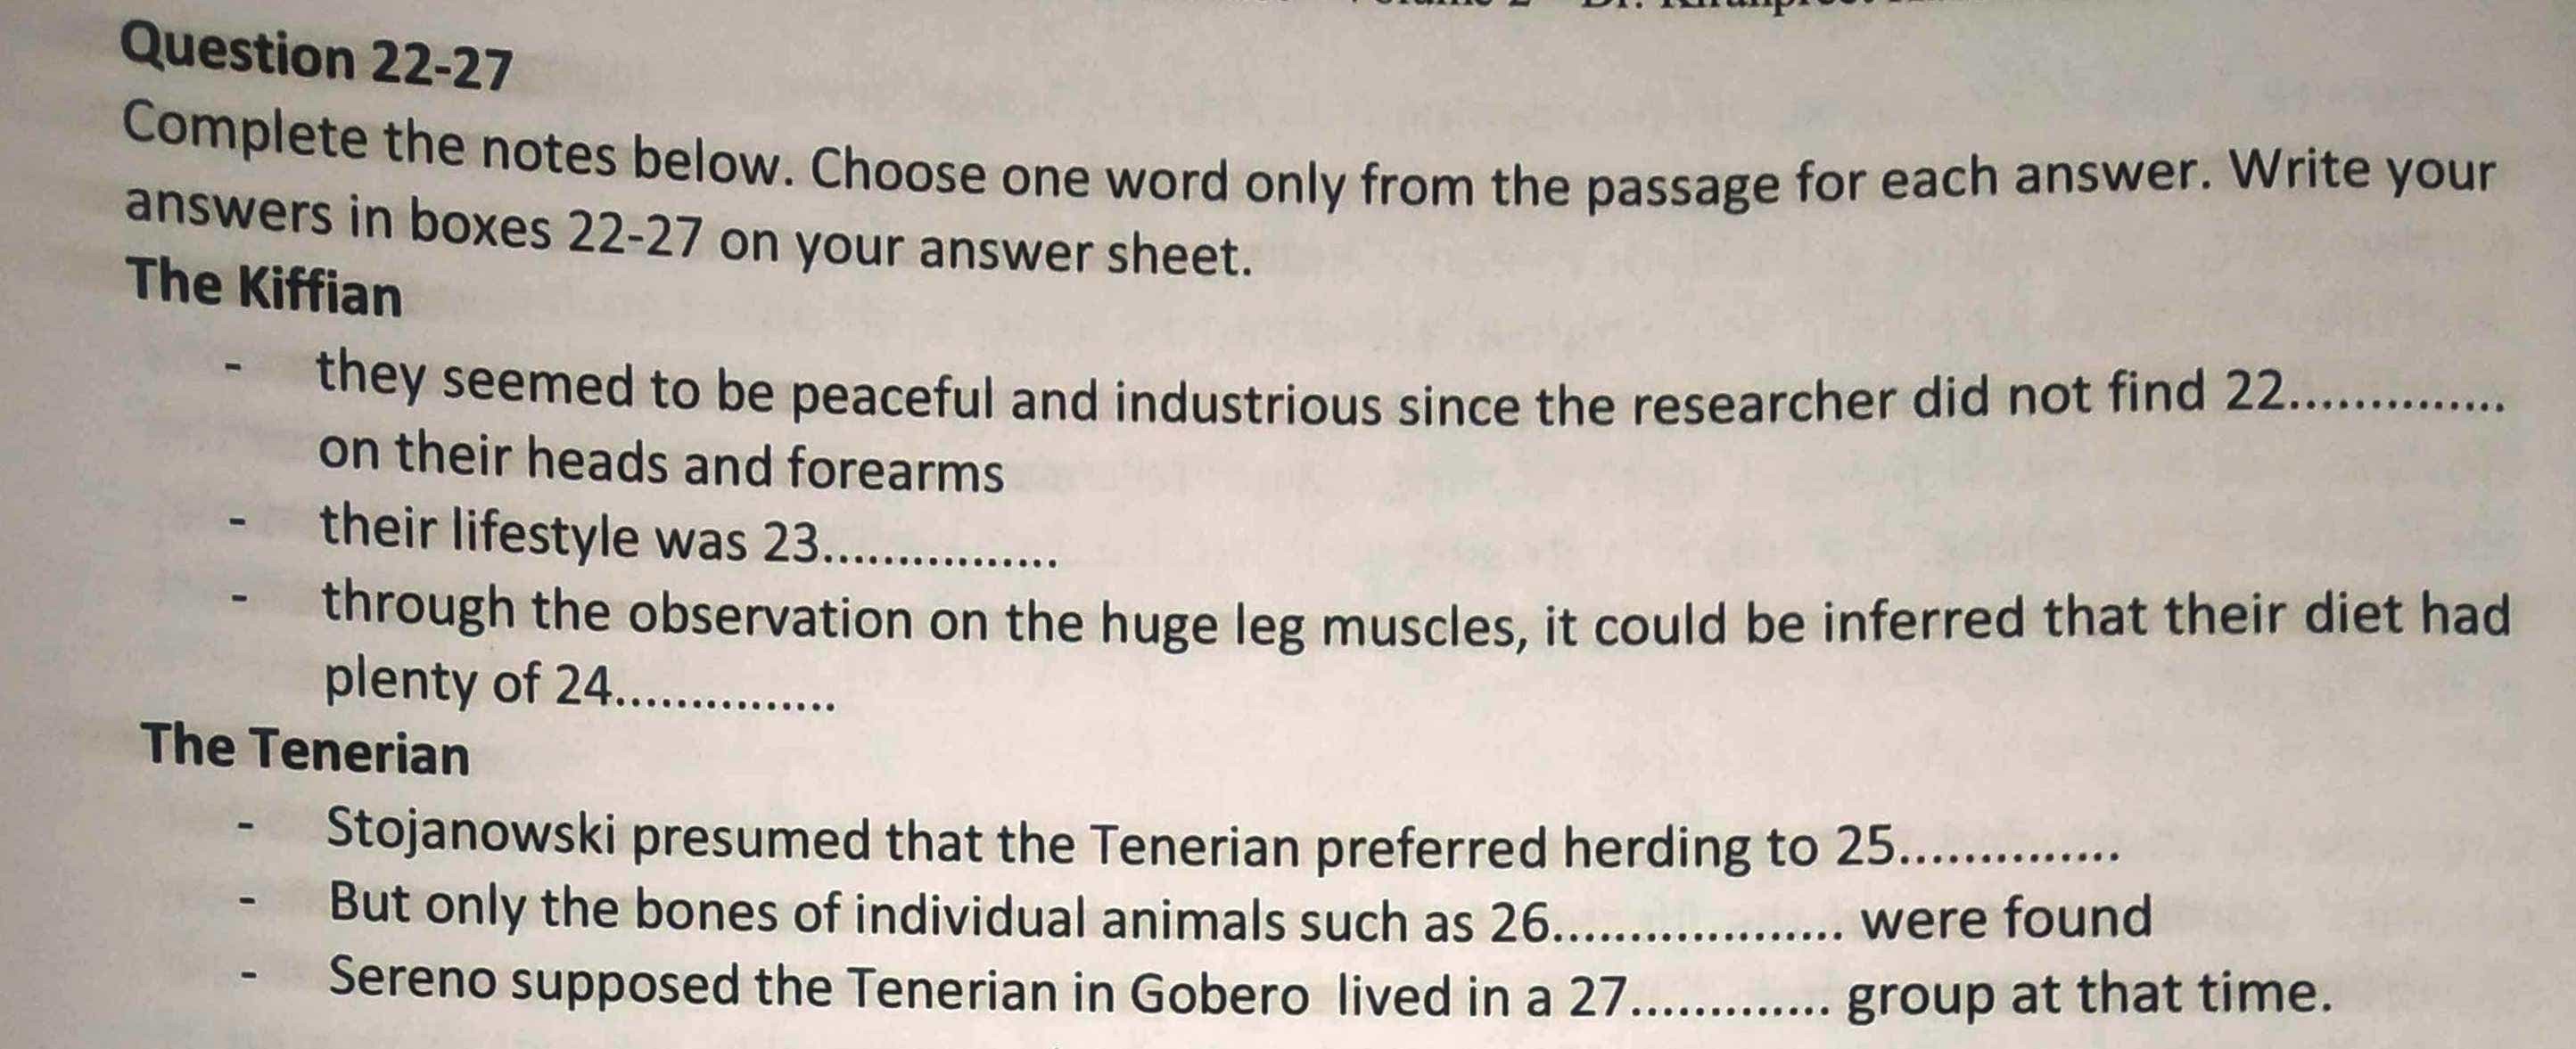 Question 22-27
Complete the notes below. Choose one word only from the passage for each answer. Write your
answers in boxes 22-27 on your answer sheet.
The Kiffian
- they seemed to be peaceful and industrious since the researcher did not find 22..............
on their heads and forearms
- their lifestyle was 23................
- through the observation on the huge leg muscles, it could be inferred that their diet had
plenty of 24...............
The Tenerian
- Stojanowski presumed that the Tenerian preferred herding to 25..............
- But only the bones of individual animals such as 26................... were found
- Sereno supposed the Tenerian in Gobero lived in a 27............. group at that time.